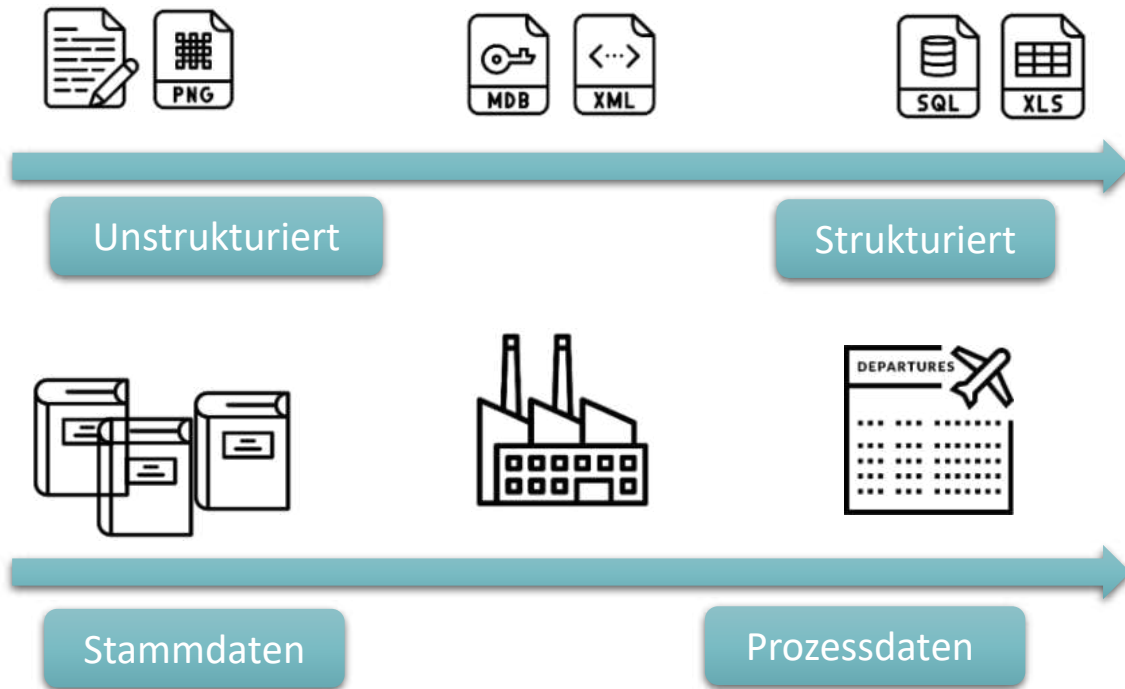 PNG
MDB
XML
SQL
XLS
Unstrukturiert
Strukturiert
DEPARTURES
Stammdaten
Prozessdaten